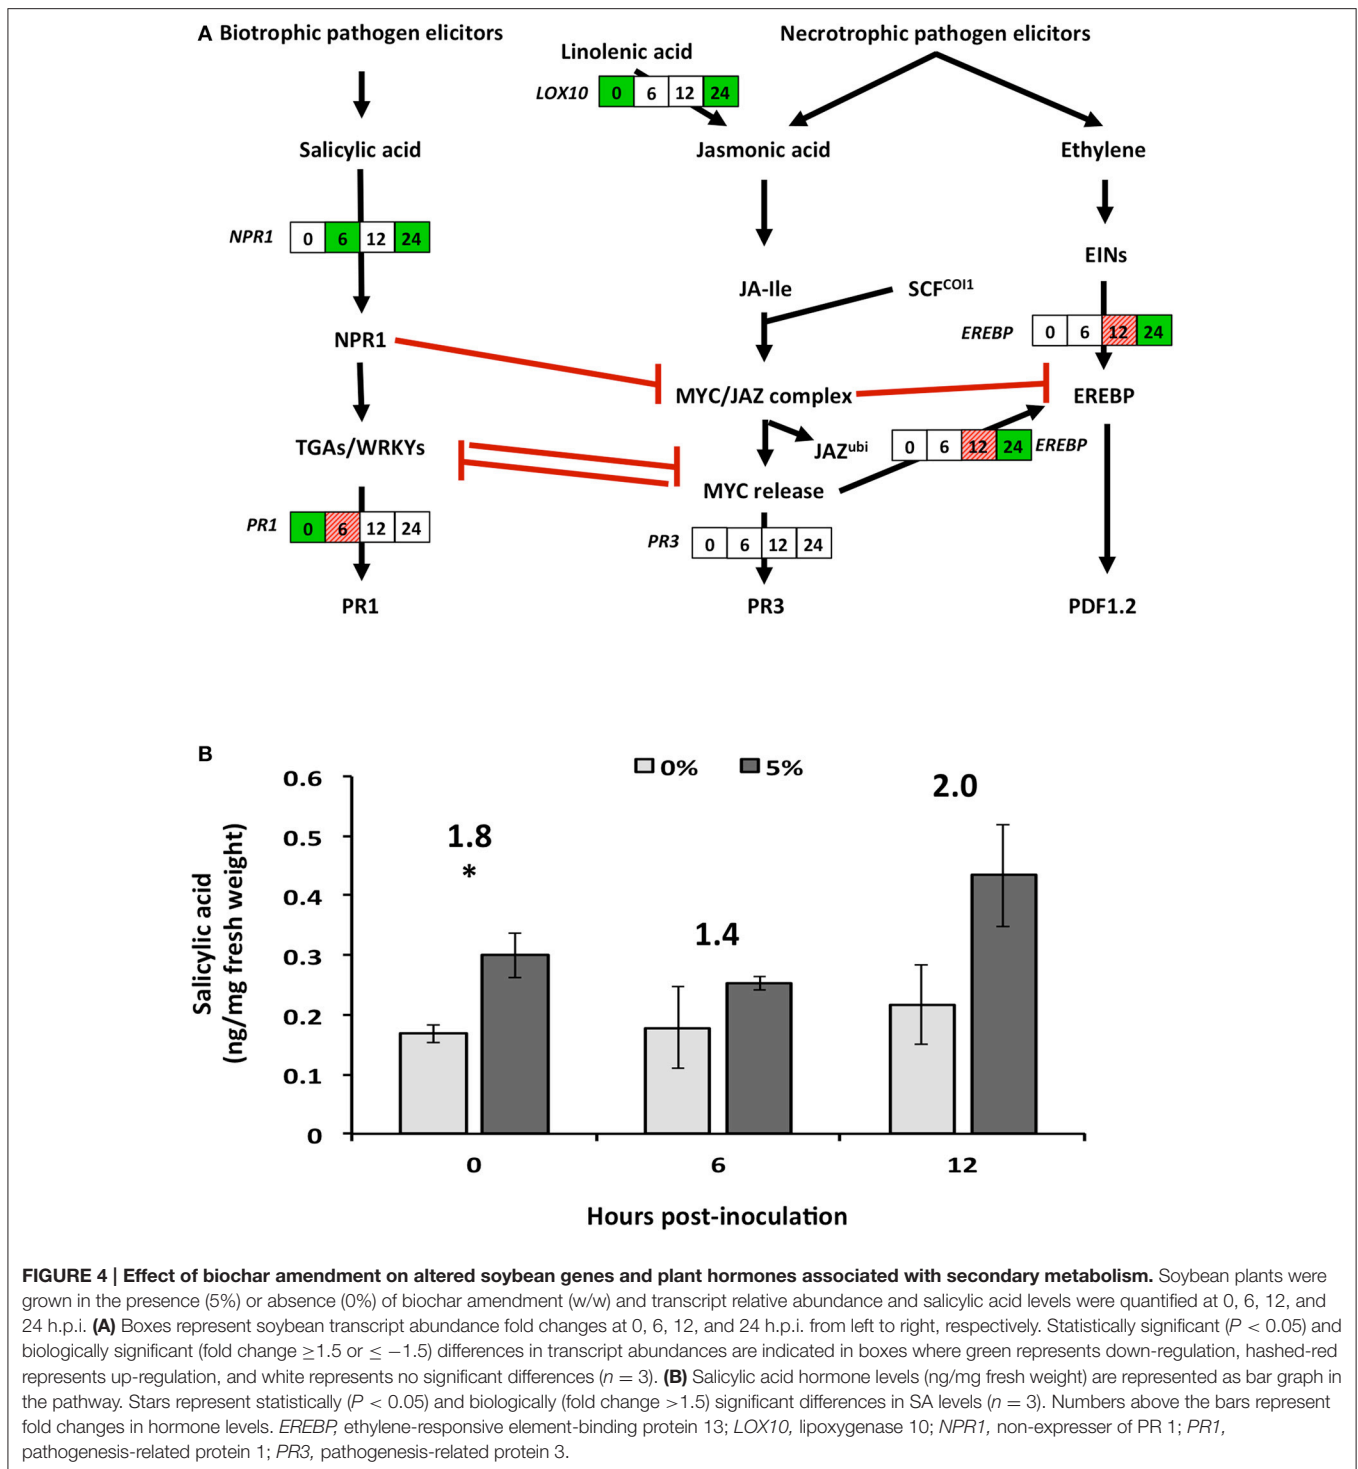 A Biotrophic pathogen elicitors
Necrotrophic pathogen elicitors
Linolenic acid
LOX10 0 6 12 24
Salicylic acid
Jasmonic acid
Ethylene
NPR1 0 6 12 24
EINs
JA-Ile
SCFCOI1
EREBP 0 6 12 24
NPR1
MYC/JAZ complex
EREBP
TGAs/WRKYs
JAZubi
0 6 12 24 EREBP
MYC release
PR1 0 6 12 24
PR3 0 6 12 24
PR1
PR3
PDF1.2
B
0% 5%
Salicylic acid
(ng/mg fresh weight)
0.6
0.5
0.4
0.3
0.2
0.1
0
1.8
*
1.4
2.0
0 6 12
Hours post-inoculation
FIGURE 4 | Effect of biochar amendment on altered soybean genes and plant hormones associated with secondary metabolism. Soybean plants were
grown in the presence (5%) or absence (0%) of biochar amendment (w/w) and transcript relative abundance and salicylic acid levels were quantified at 0, 6, 12, and
24 h.p.i. (A) Boxes represent soybean transcript abundance fold changes at 0, 6, 12, and 24 h.p.i. from left to right, respectively. Statistically significant (P < 0.05) and
biologically significant (fold change ≥1.5 or ≤ −1.5) differences in transcript abundances are indicated in boxes where green represents down-regulation, hashed-red
represents up-regulation, and white represents no significant differences (n = 3). (B) Salicylic acid hormone levels (ng/mg fresh weight) are represented as bar graph in
the pathway. Stars represent statistically (P < 0.05) and biologically (fold change >1.5) significant differences in SA levels (n = 3). Numbers above the bars represent
fold changes in hormone levels. EREBP, ethylene-responsive element-binding protein 13; LOX10, lipoxygenase 10; NPR1, non-expresser of PR 1; PR1,
pathogenesis-related protein 1; PR3, pathogenesis-related protein 3.